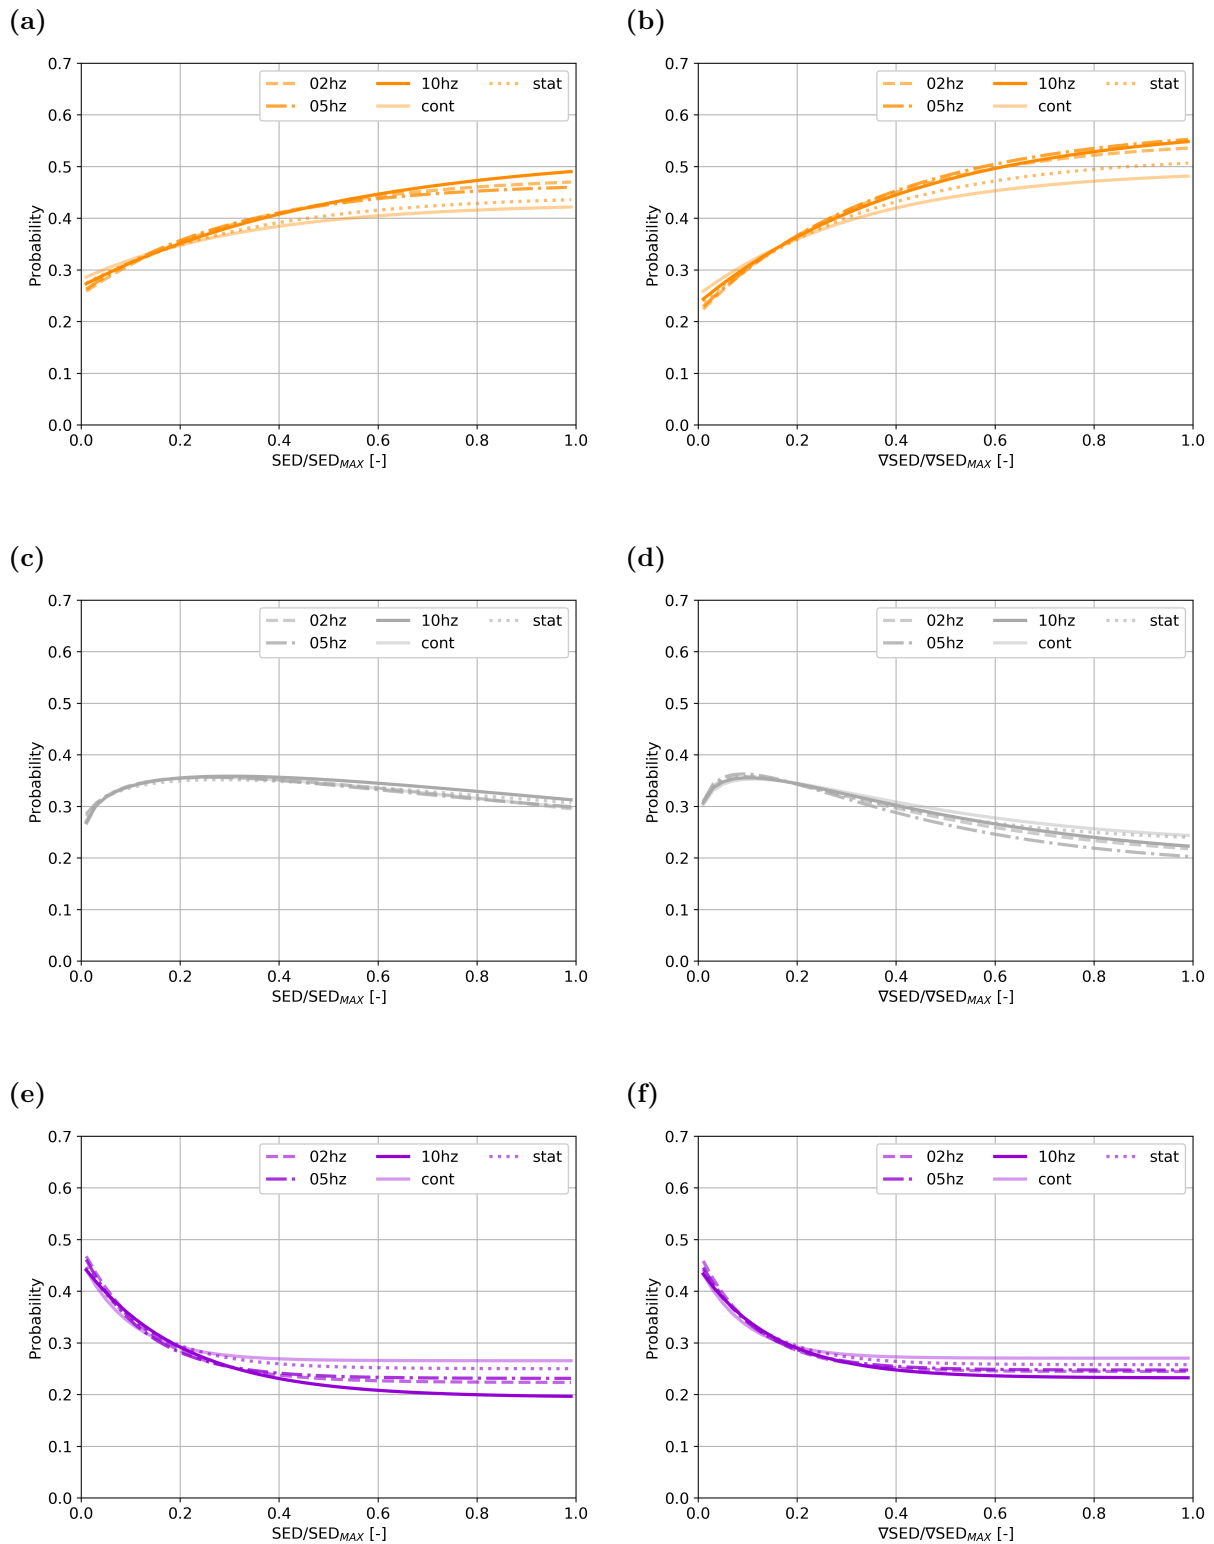 (a)
0.7
0.6
0.5
0.4
0.3
0.2
0.1
0.0
Probability
02hz 10hz stat
05hz cont
0.0 0.2 0.4 0.6 0.8 1.0
SED/SED_MAX [-]
(b)
0.7
0.6
0.5
0.4
0.3
0.2
0.1
0.0
Probability
02hz 10hz stat
05hz cont
0.0 0.2 0.4 0.6 0.8 1.0
∇SED/∇SED_MAX [-]
(c)
0.7
0.6
0.5
0.4
0.3
0.2
0.1
0.0
Probability
02hz 10hz stat
05hz cont
0.0 0.2 0.4 0.6 0.8 1.0
SED/SED_MAX [-]
(d)
0.7
0.6
0.5
0.4
0.3
0.2
0.1
0.0
Probability
02hz 10hz stat
05hz cont
0.0 0.2 0.4 0.6 0.8 1.0
∇SED/∇SED_MAX [-]
(e)
0.7
0.6
0.5
0.4
0.3
0.2
0.1
0.0
Probability
02hz 10hz stat
05hz cont
0.0 0.2 0.4 0.6 0.8 1.0
SED/SED_MAX [-]
(f)
0.7
0.6
0.5
0.4
0.3
0.2
0.1
0.0
Probability
02hz 10hz stat
05hz cont
0.0 0.2 0.4 0.6 0.8 1.0
∇SED/∇SED_MAX [-]